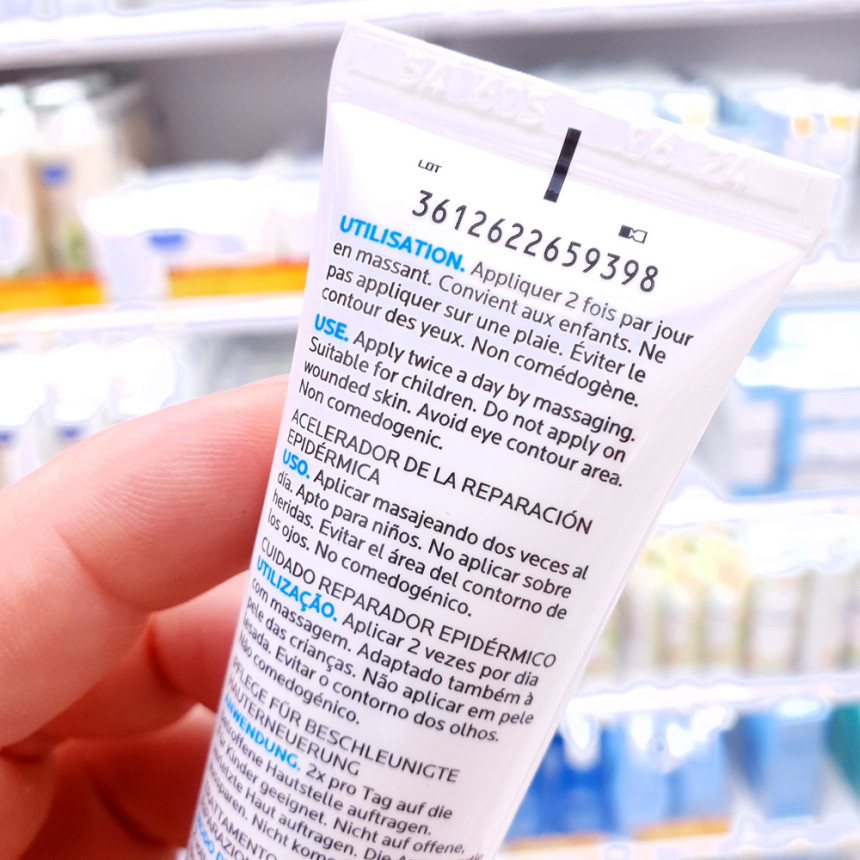 LOT
3612622659398
UTILISATION. Appliquer 2 fois par jour
en massant. Convient aux enfants. Ne
pas appliquer sur une plaie. Éviter le
contour des yeux. Non comédogène.
USE. Apply twice a day by massaging.
Suitable for children. Do not apply on
wounded skin. Avoid eye contour area.
Non comedogenic.
ACELERADOR DE LA REPARACIÓN
EPIDÉRMICA
USO. Aplicar masajeando dos veces al
día. Apto para niños. No aplicar sobre
heridas. Evitar el área del contorno de
los ojos. No comedogénico.
CUIDADO REPARADOR EPIDÉRMICO
UTILIZAÇÃO. Aplicar 2 vezes por dia
com massagem. Adaptado também à
pele das crianças. Não aplicar em pele
lesada. Evitar o contorno dos olhos.
Não comedogénico.
PFLEGE FÜR BESCHLEUNIGTE
HAUTERNEUERUNG
ANWENDUNG. 2x pro Tag auf die
Hautstelle auftragen.
Kinder geeignet. Nicht auf offene,
Haut auftragen. Die
Nicht